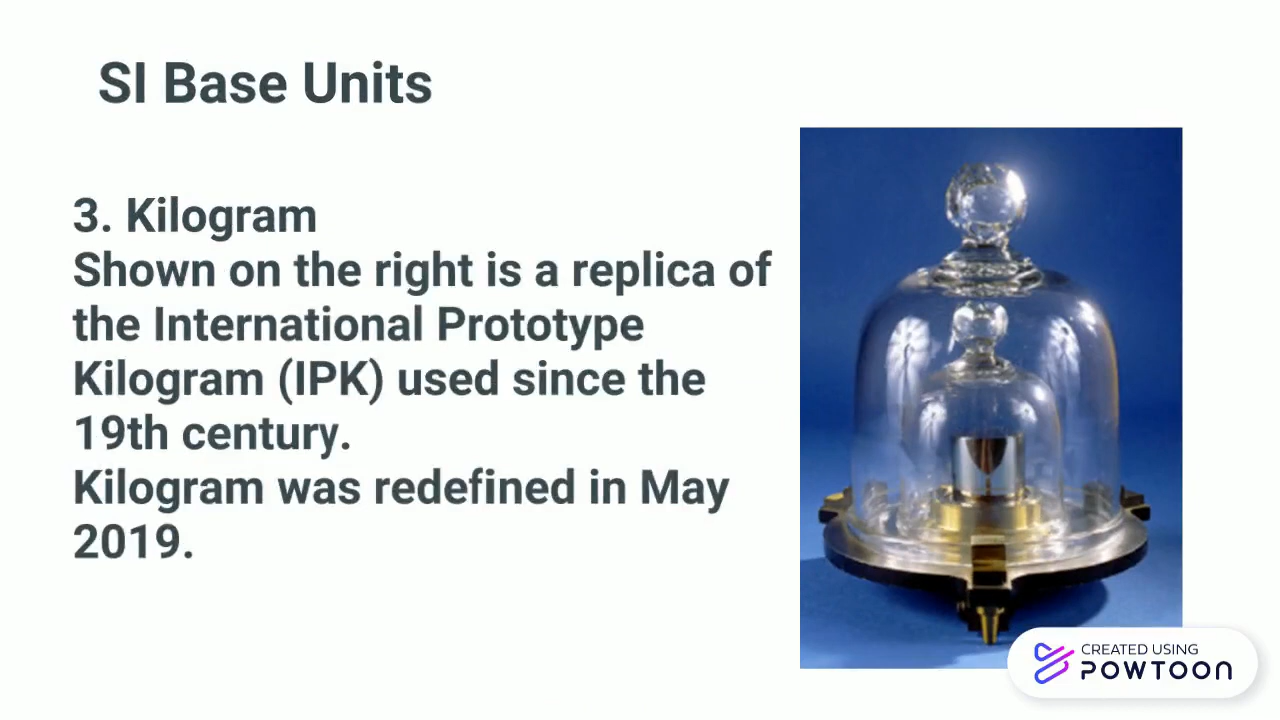 SI Base Units
3. Kilogram
Shown on the right is a replica of
the International Prototype
Kilogram (IPK) used since the
19th century.
Kilogram was redefined in May
2019.
CREATED USING
POWTOON